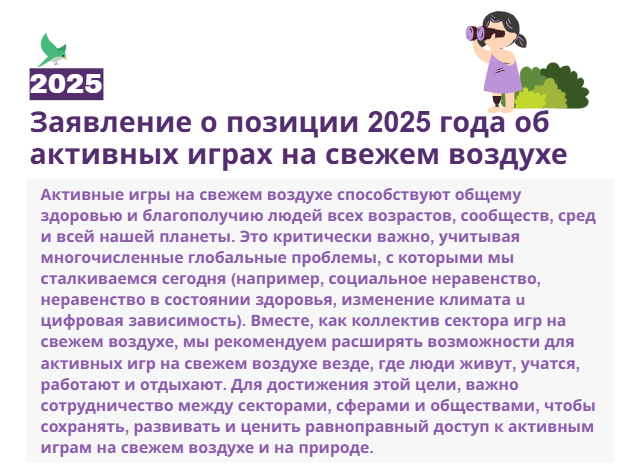 2025
Заявление о позиции 2025 года об
активных играх на свежем воздухе
Активные игры на свежем воздухе способствуют общему
здоровью и благополучию людей всех возрастов, сообществ, сред
и всей нашей планеты. Это критически важно, учитывая
многочисленные глобальные проблемы, с которыми мы
сталкиваемся сегодня (например, социальное неравенство,
неравенство в состоянии здоровья, изменение климата u
цифровая зависимость). Вместе, как коллектив сектора игр на
свежем воздухе, мы рекомендуем расширять возможности для
активных игр на свежем воздухе везде, где люди живут, учатся,
работают и отдыхают. Для достижения этой цели, важно
сотрудничество между секторами, сферами и обществами, чтобы
сохранять, развивать и ценить равноправный доступ к активным
играм на свежем воздухе и на природе.